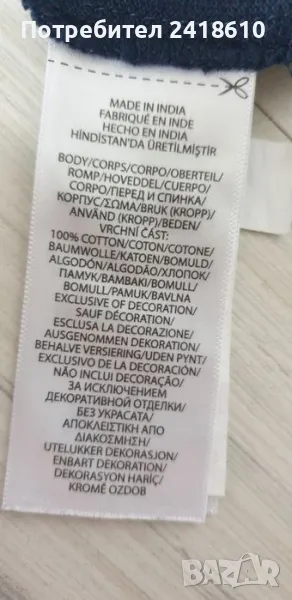 Потребител 2418610
MADE IN INDIA
FABRIQUÉ EN INDE
HECHO EN INDIA
HİNDİSTAN'DA ÜRETİLMİŞTİR
BODY/CORPS/CORPO/OBERTEIL/
ROMP/HOVEDDEL/CUERPO/
CORPO/ПЕРЕД И СПИНКА/
КОРПУС/ΣΩΜΑ/BRUK (KROPP)/
ANVÄND (KROPP)/BEDEN/
VRCHNÍ ČÁST:
100% COTTON/COTON/COTONE/
BAUMWOLLE/KATOEN/BOMULD/
ALGODÓN/ALGODÃO/ХЛОПОК/
ПАМУК/ΒΑΜΒΑΚΙ/BOMULL/
BOMULL/PAMUK/BAVLNA
EXCLUSIVE OF DECORATION/
SAUF DÉCORATION/
ESCLUSA LA DECORAZIONE/
AUSGENOMMEN DEKORATION/
BEHALVE VERSIERING/UDEN PYNT/
EXCLUSIVO DE LA DECORACIÓN/
NÃO INCLUI DECORAÇÃO/
ЗА ИСКЛЮЧЕНИЕМ
ДЕКОРАТИВНОЙ ОТДЕЛКИ/
БЕЗ УКРАСАТА/
ΑΠΟΚΛΕΙΣΤΙΚΗ ΑΠΟ
ΔΙΑΚΟΣΜΗΣΗ/
UTELUKKER DEKORASJON/
ENBART DEKORATION/
DEKORASYON HARİÇ/
KROMĚ OZDOB
БАЗАР
bazar.bg